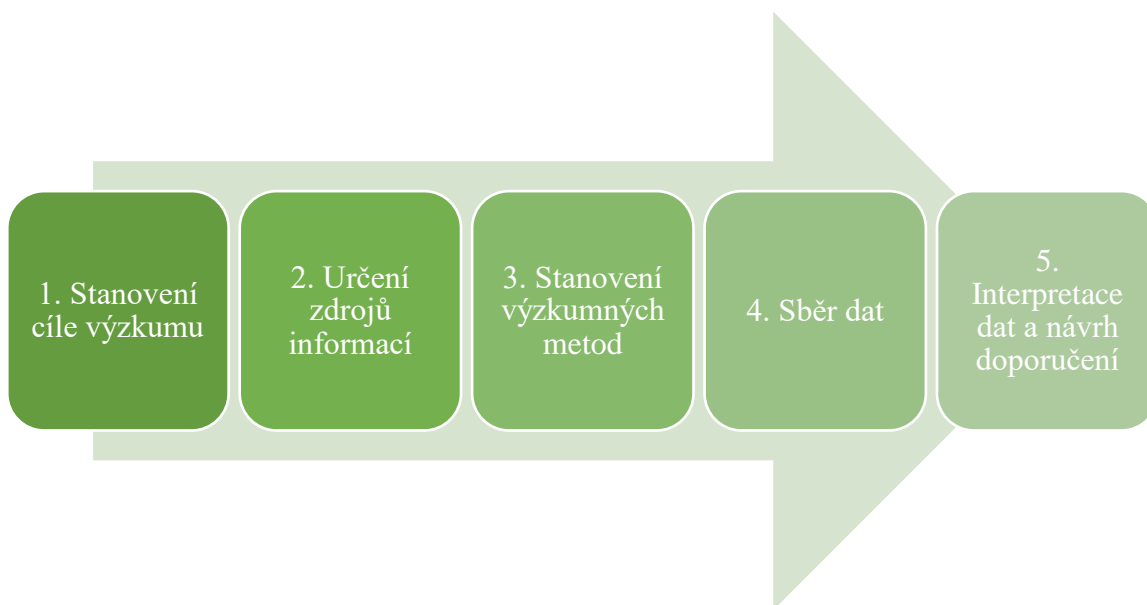 1. Stanovení
cíle výzkumu
2. Určení
zdrojů
informací
3. Stanovení
výzkumných
metod
4. Sběr dat
5.
Interpretace
dat a návrh
doporučení